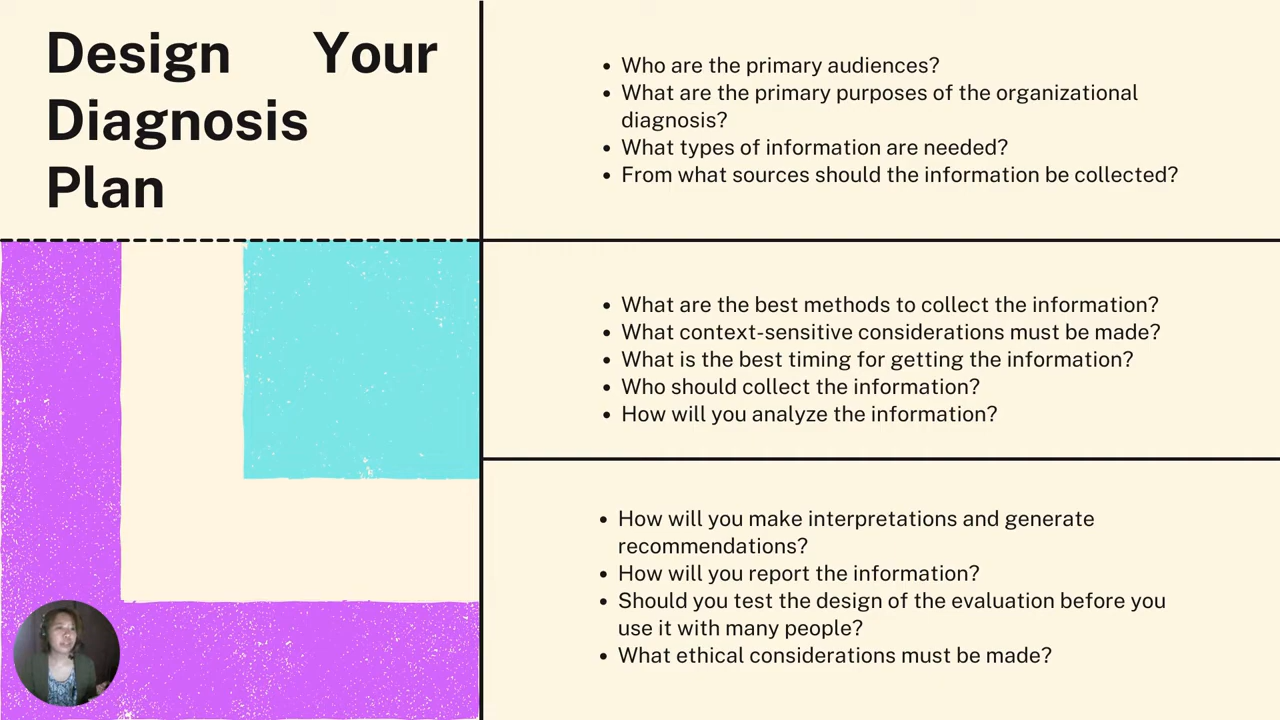 Design Your
Diagnosis
Plan
• Who are the primary audiences?
• What are the primary purposes of the organizational
diagnosis?
• What types of information are needed?
• From what sources should the information be collected?
• What are the best methods to collect the information?
• What context-sensitive considerations must be made?
• What is the best timing for getting the information?
• Who should collect the information?
• How will you analyze the information?
• How will you make interpretations and generate
recommendations?
• How will you report the information?
• Should you test the design of the evaluation before you
use it with many people?
• What ethical considerations must be made?